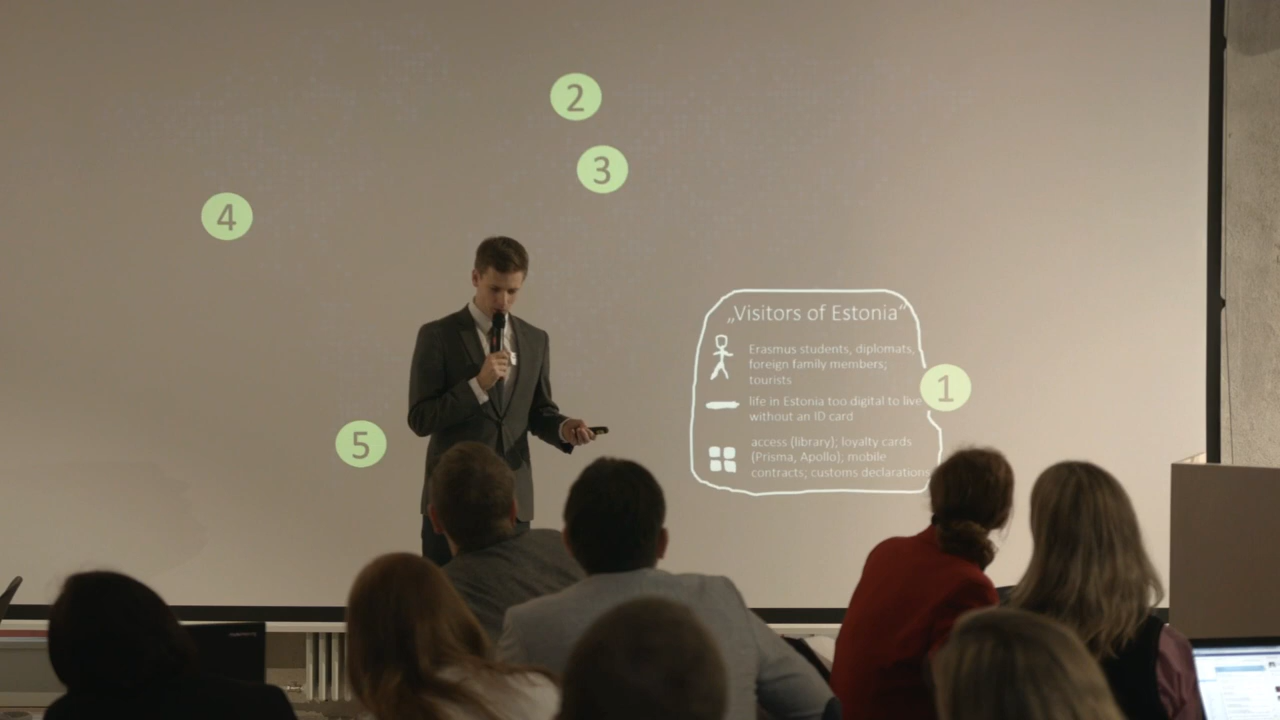 2
3
4
„Visitors of Estonia“
Erasmus students, diplomats,
foreign family members;
tourists
1
life in Estonia too digital to live
without an ID card
5
access (library); loyalty cards
(Prisma, Apollo); mobile
contracts; customs declarations